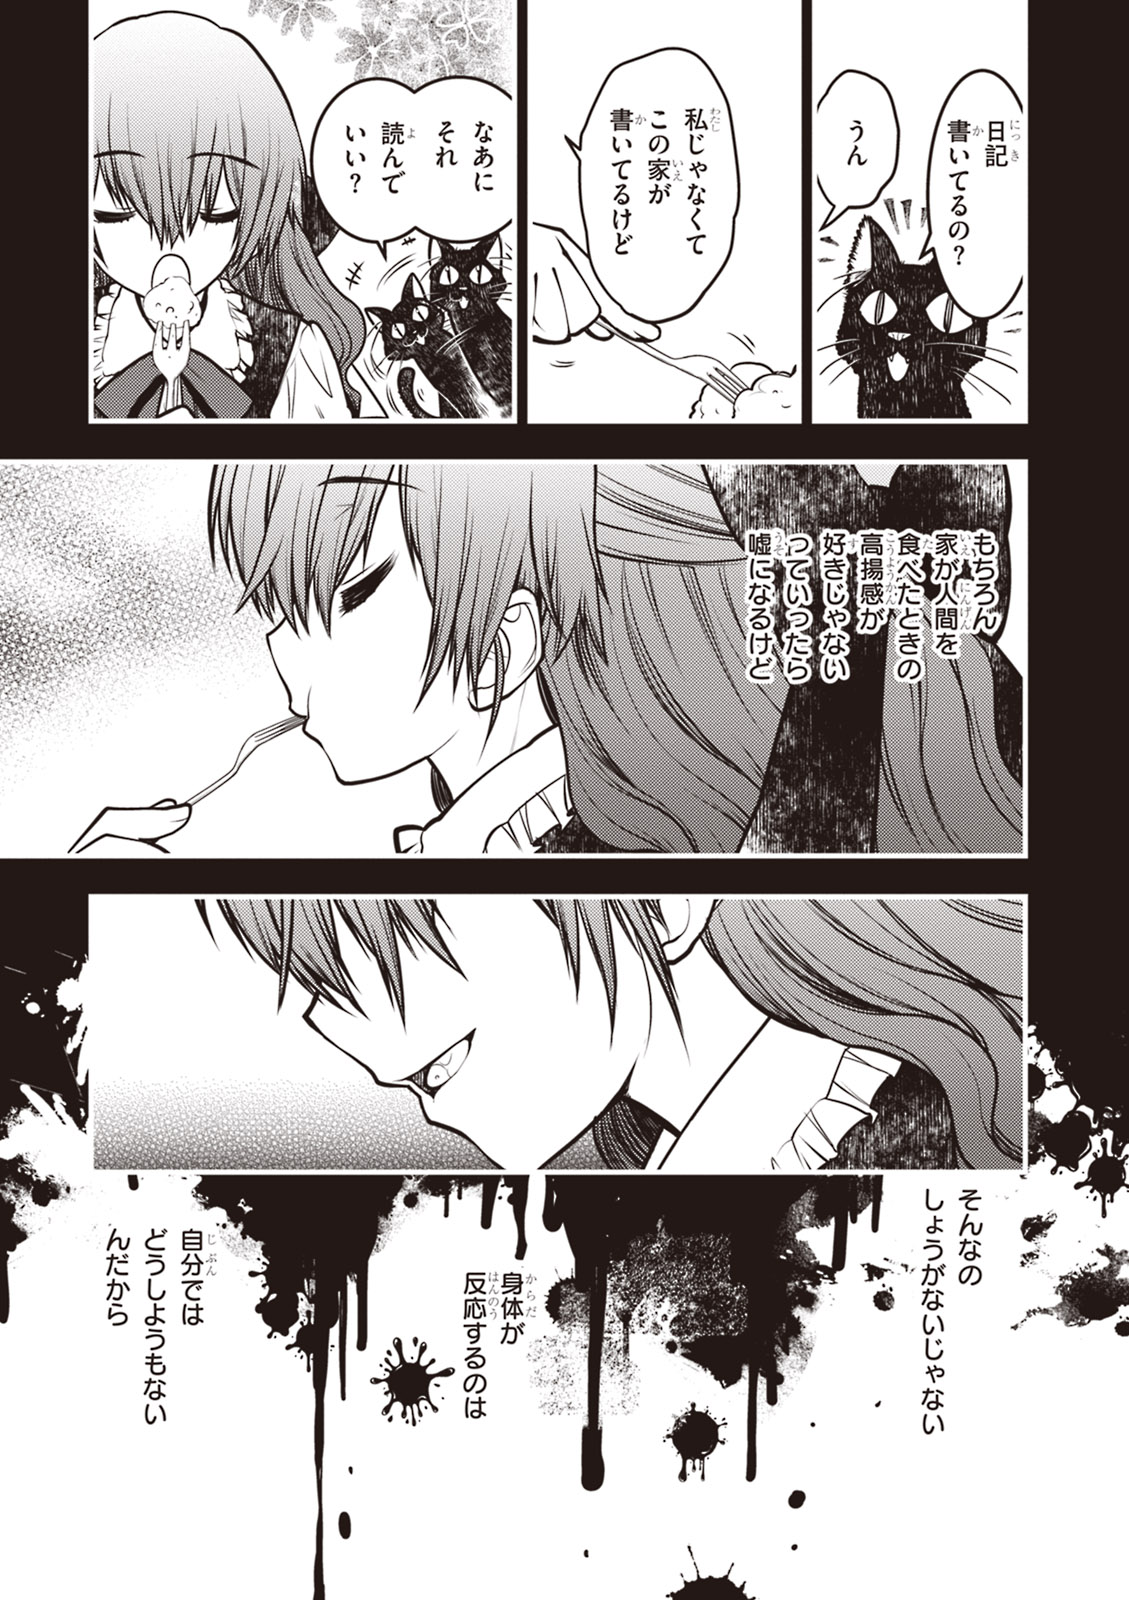 日記
書いてるの?
うん
私じゃなくて
この家が
書いてるけど
なあに
それ
読んで
いい?
もちろん
家が人間を
食べたときの
高揚感が
好きじゃない
っていったら
嘘になるけど
そんなの
しょうがないじゃない
身体が
反応するのは
自分では
どうしようもない
んだから